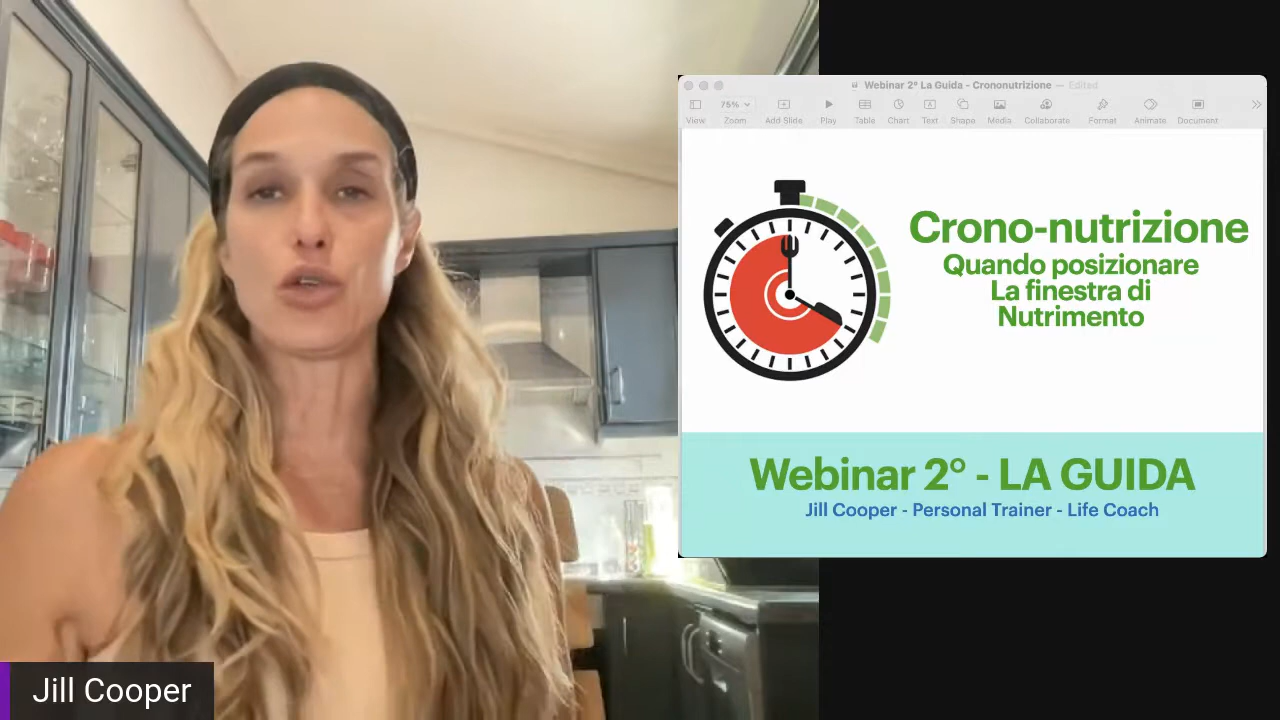 Webinar 2° La Guida - Crononutrizione — Edited
75%
View
Zoom
Add Slide
Play
Table
Chart
Text
Shape
Media
Collaborate
Format
Animate
Document
Crono-nutrizione
Quando posizionare
La finestra di
Nutrimento
Webinar 2° - LA GUIDA
Jill Cooper - Personal Trainer - Life Coach
Jill Cooper